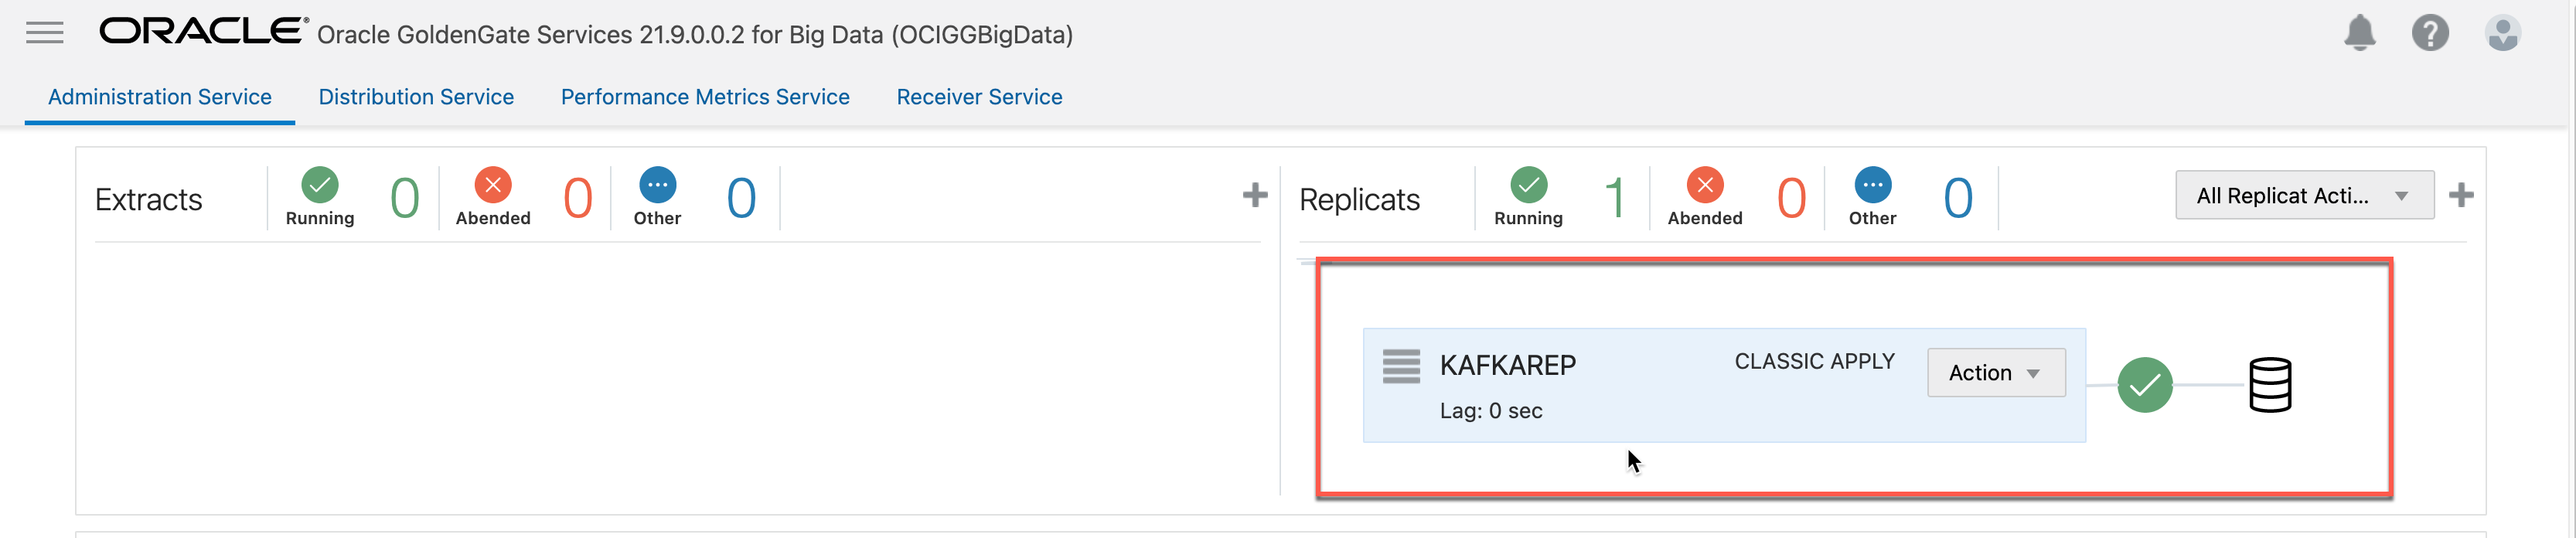 ORACLE® Oracle GoldenGate Services 21.9.0.0.2 for Big Data (OCIGGBigData)
Administration Service Distribution Service Performance Metrics Service Receiver Service
Extracts Running 0 Abended 0 Other 0
Replicats Running 1 Abended 0 Other 0 All Replicat Acti...
KAFKAREP CLASSIC APPLY Action
Lag: 0 sec